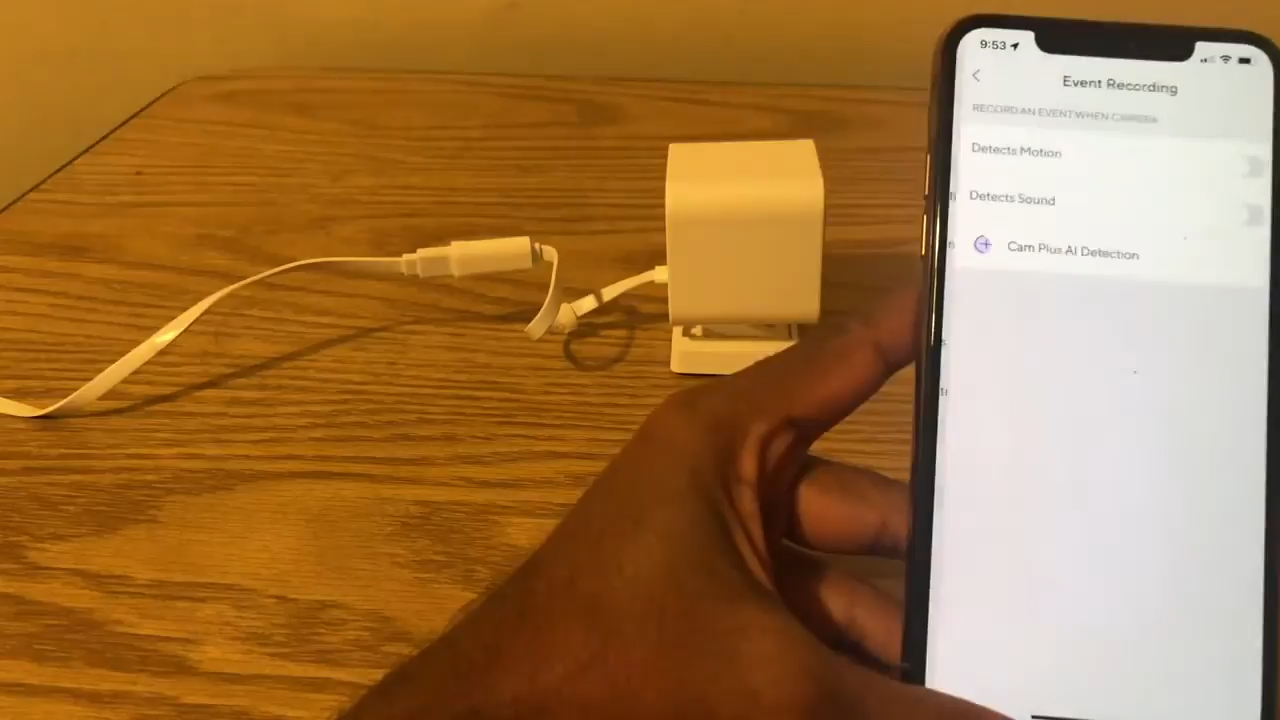 9:53
Event Recording
RECORD AN EVENT WHEN CAMERA
Detects Motion
Detects Sound
Cam Plus AI Detection